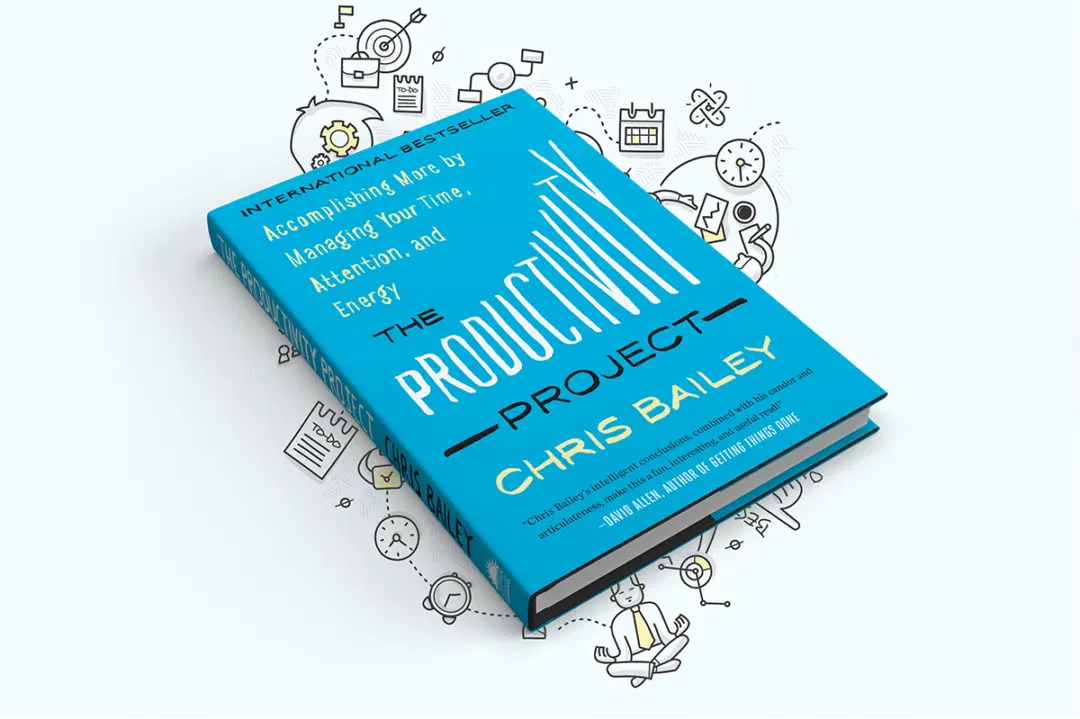 INTERNATIONAL BESTSELLER
Accomplishing More by
Managing Your Time,
Attention, and
Energy
THE
PRODUCTIVITY
PROJECT
CHRIS BAILEY
"Chris Bailey's intelligent conclusions, combined with his candor and
articulateness, make this a fun, interesting, and useful read!"
—DAVID ALLEN, AUTHOR OF GETTING THINGS DONE
THE PRODUCTIVITY PROJECT CHRIS BAILEY
TO-DO
TO-DO